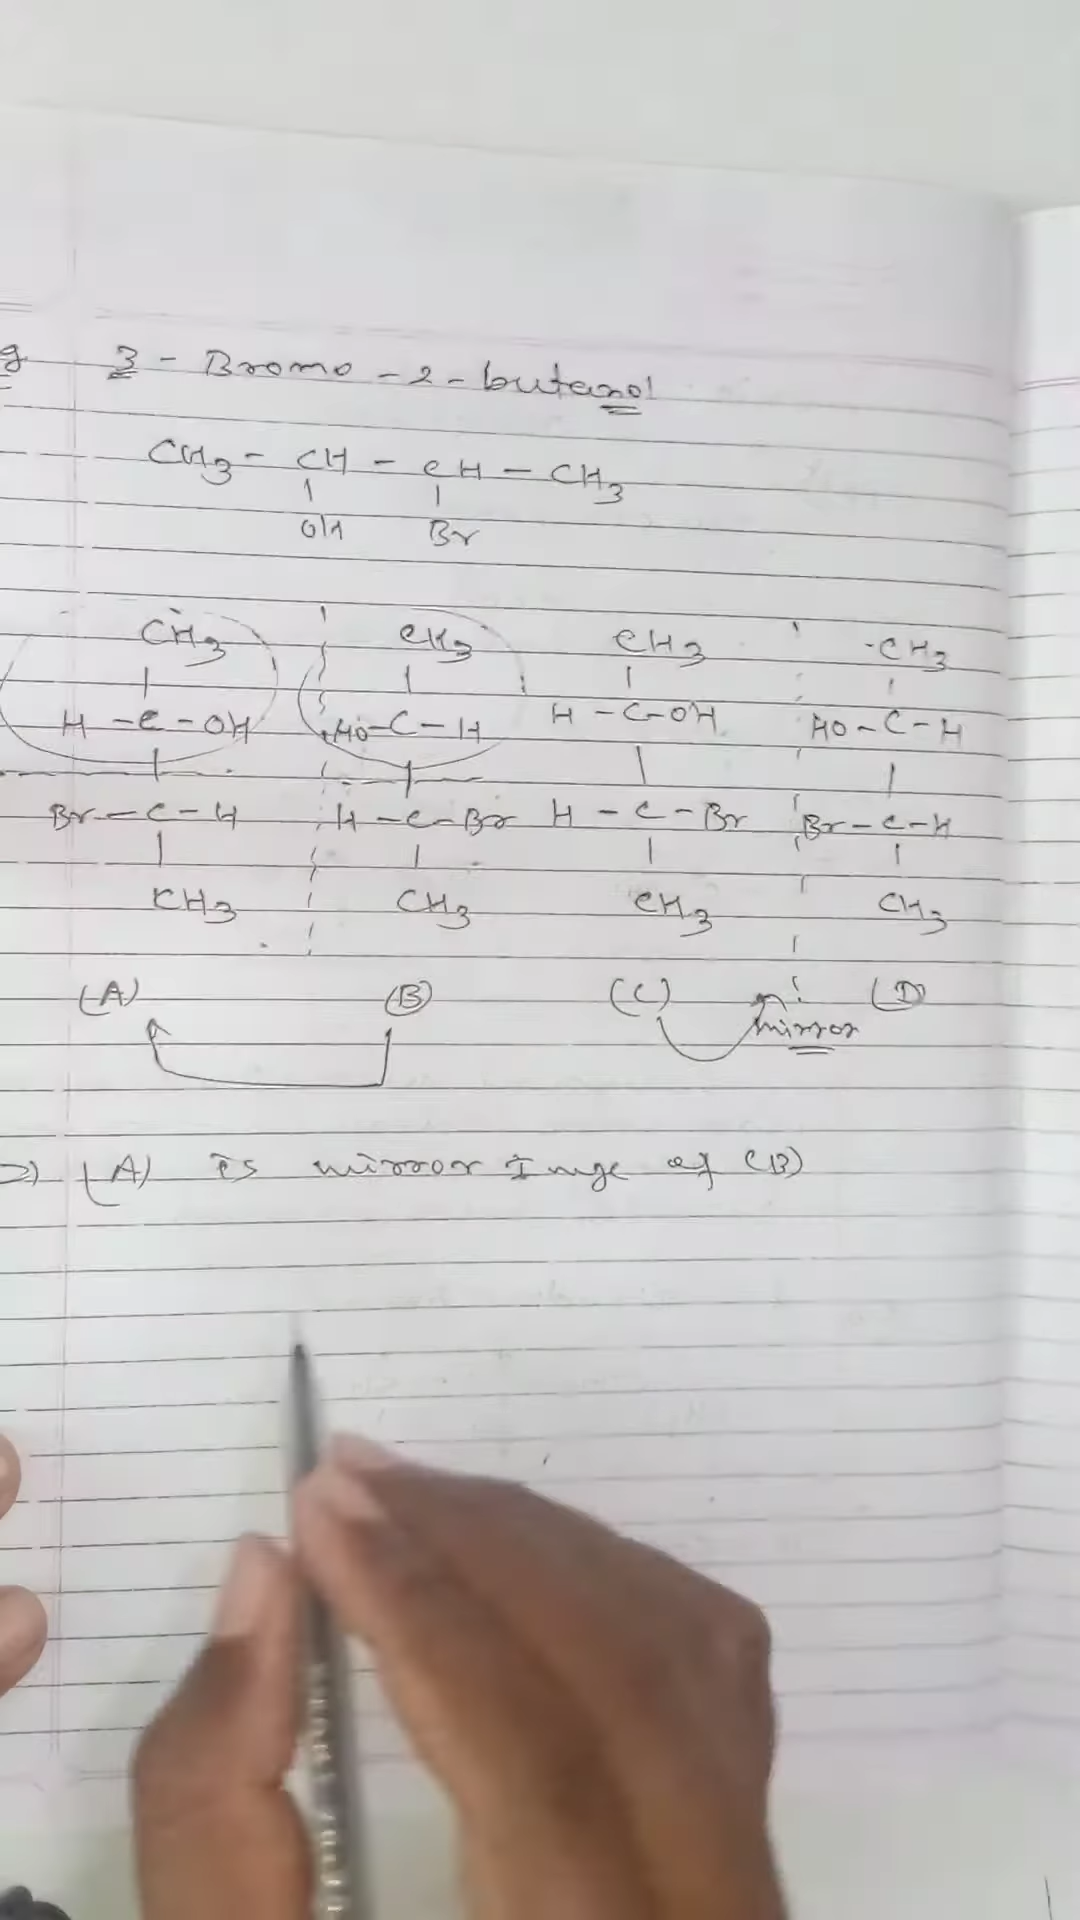 g 3 - Bromo - 2 - butanol
CH3 - CH - CH - CH3
OH Br
CH3 CH3 CH3 CH3
H - C - OH HO - C - H H - C - OH HO - C - H
Br - C - H H - C - Br H - C - Br Br - C - H
CH3 CH3 CH3 CH3
(A) (B) (C) (D)
mirror
(A) is mirror Imge of (B)